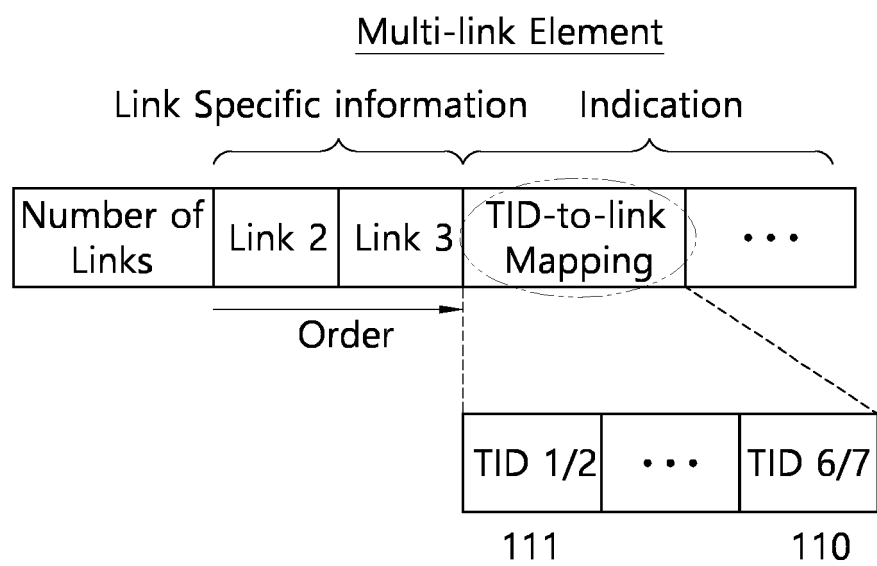 Multi-link Element
Link Specific information
Indication
Number of
Links
Link 2
Link 3
TID-to-link
Mapping
•••
Order
TID 1/2
•••
TID 6/7
111
110